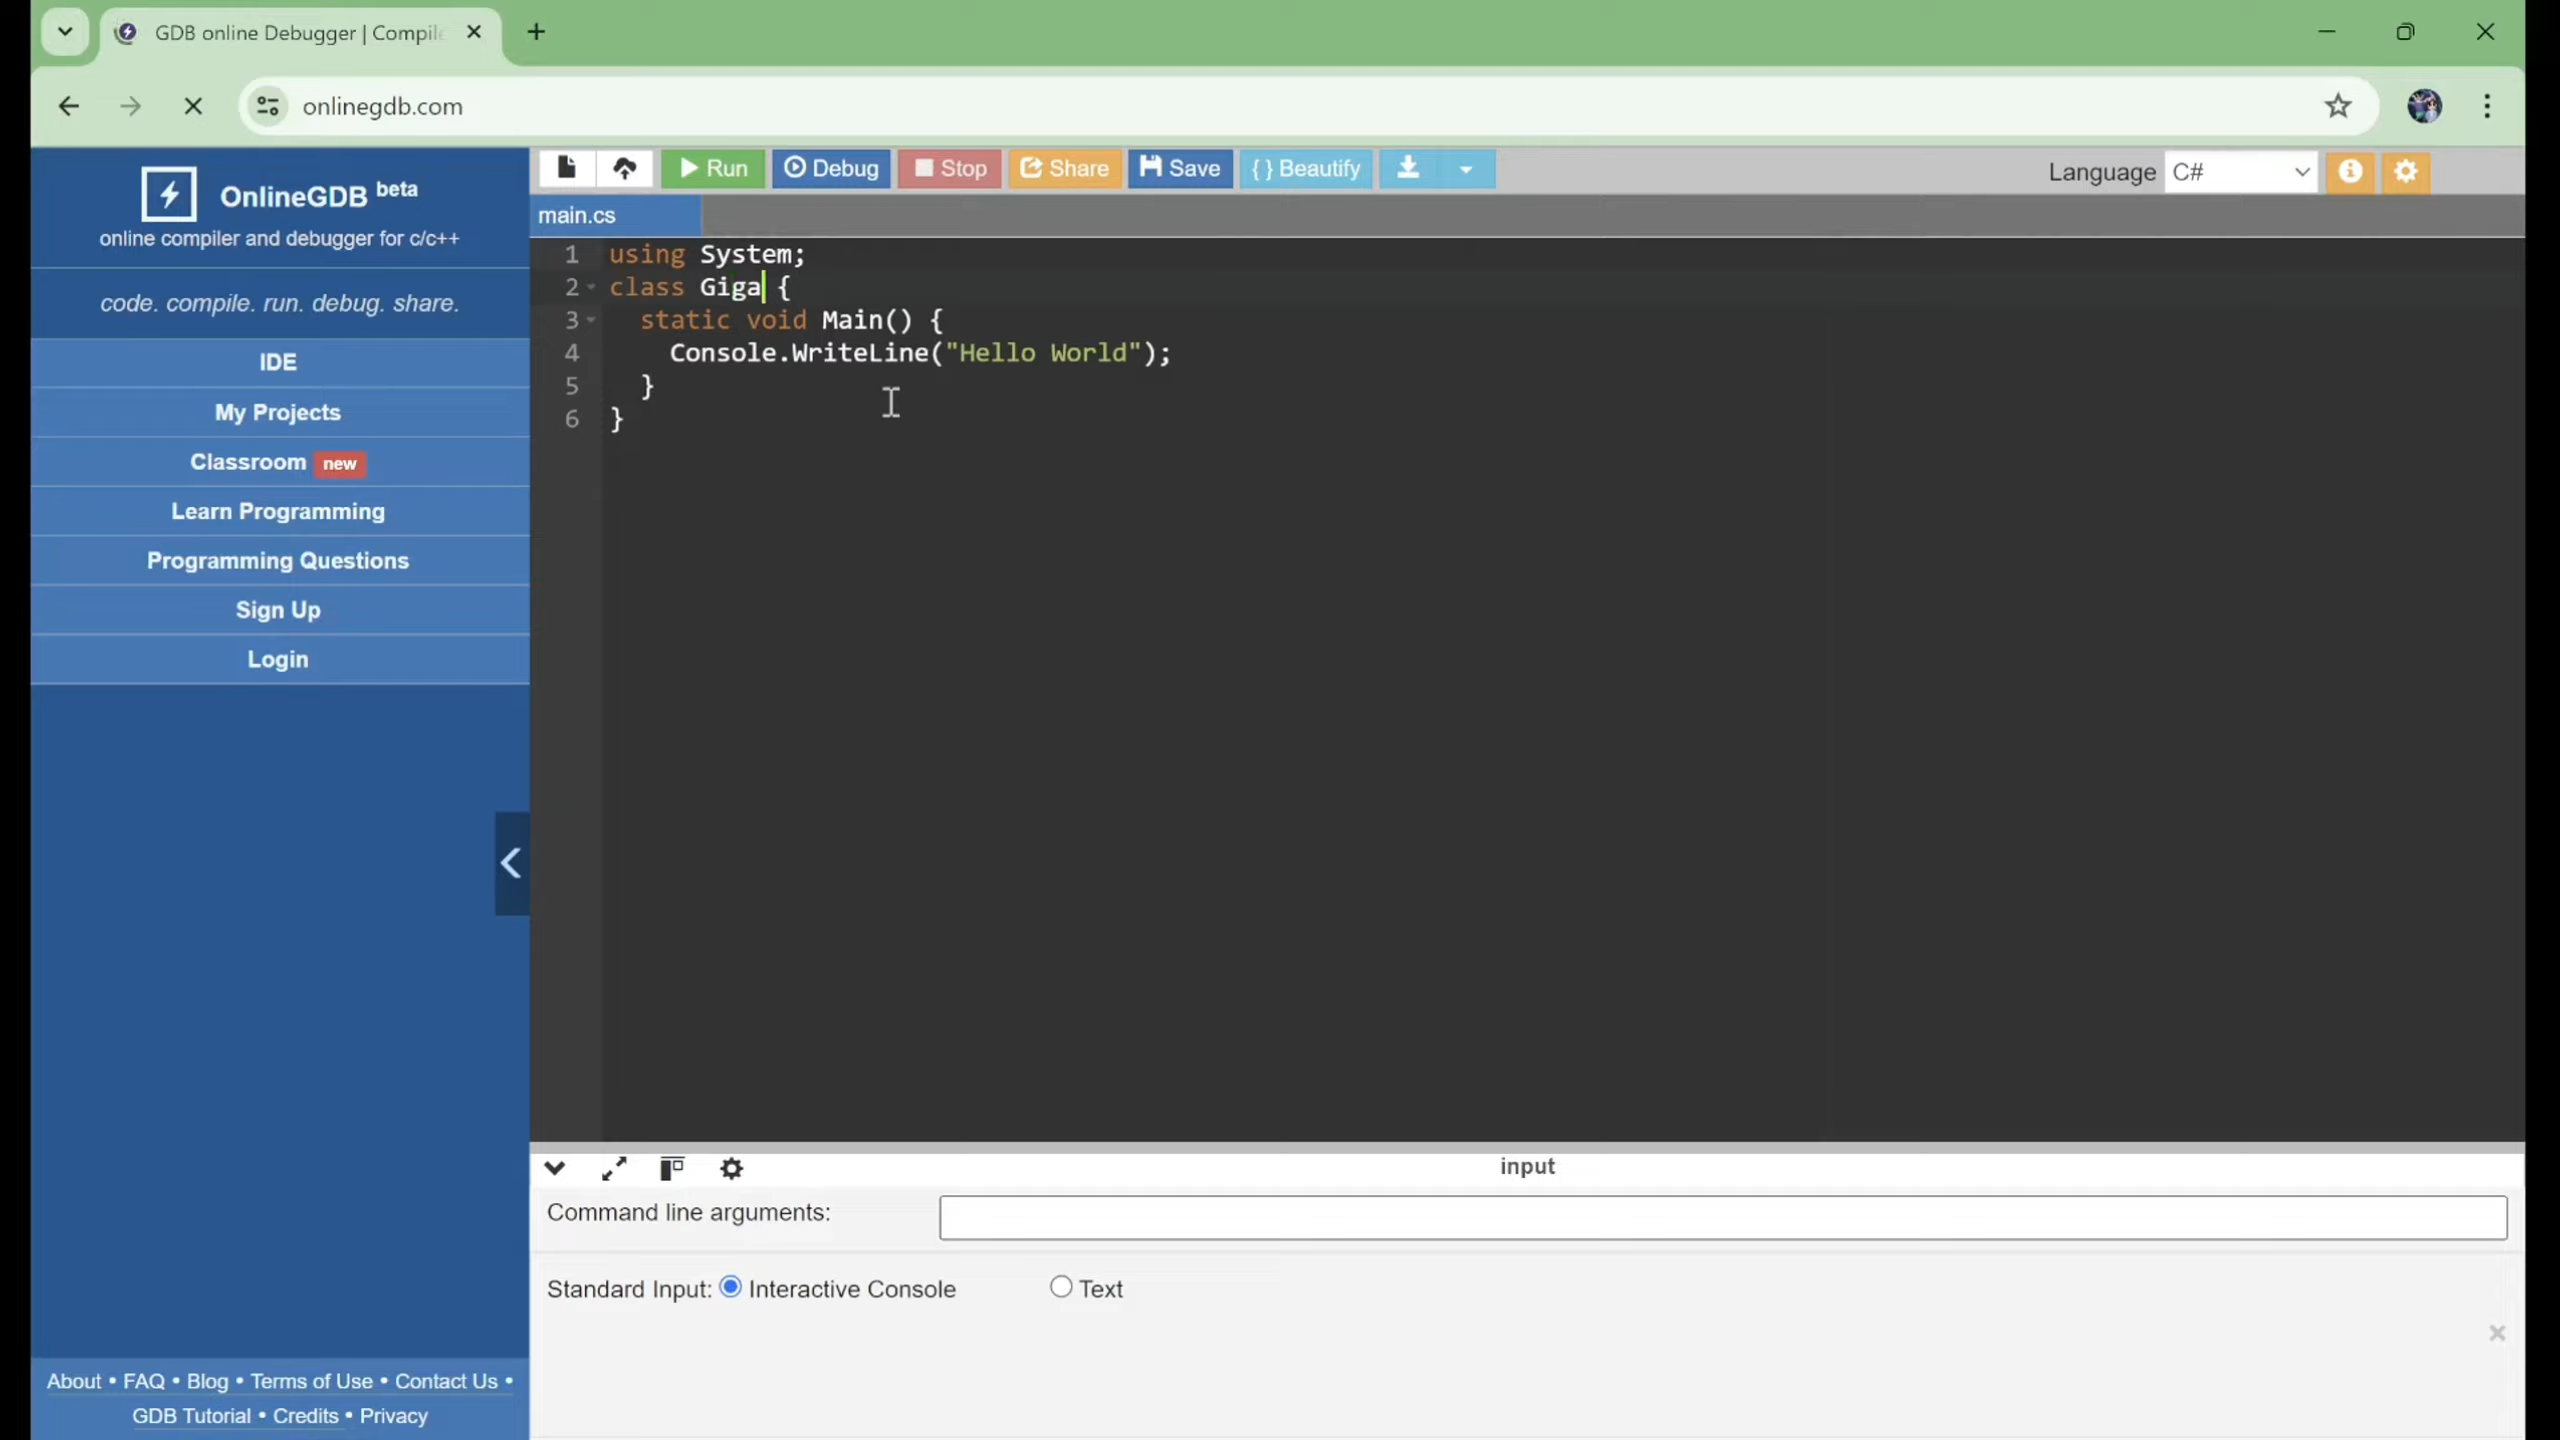 GDB online Debugger | Compile
onlinegdb.com
OnlineGDB beta
online compiler and debugger for c/c++
code. compile. run. debug. share.
IDE
My Projects
Classroom new
Learn Programming
Programming Questions
Sign Up
Login
About • FAQ • Blog • Terms of Use • Contact Us •
GDB Tutorial • Credits • Privacy
Run Debug Stop Share Save { } Beautify Language C#
main.cs
1 using System;
2 class Giga {
3 static void Main() {
4 Console.WriteLine("Hello World");
5 }
6 }
input
Command line arguments:
Standard Input: Interactive Console Text